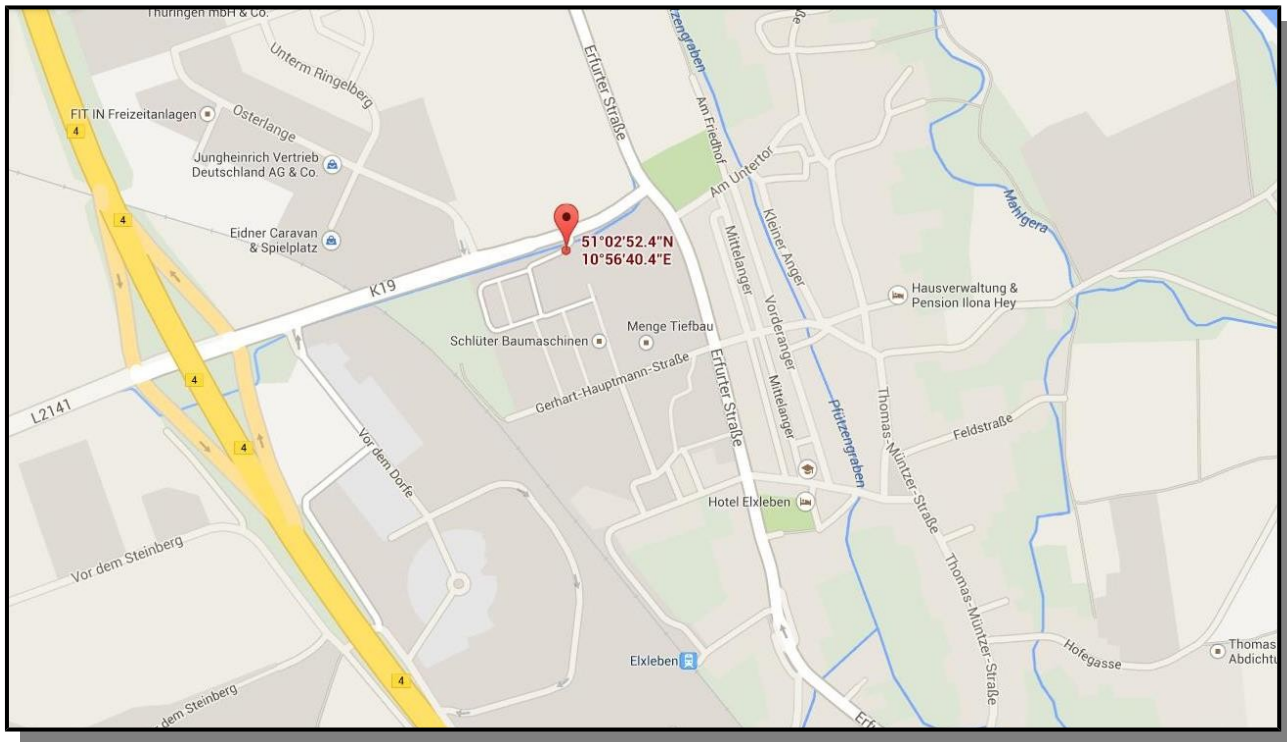 Thüringen mbH & Co.
Unterm Ringelberg
FIT IN Freizeitanlagen
4
Osterlange
Jungheinrich Vertrieb
Deutschland AG & Co.
4
Eidner Caravan
& Spielplatz
Erfurter Straße
Am Friedhof
Am Untertor
Kleiner Anger
Mahlgera
51°02'52.4"N
10°56'40.4"E
Mittelanger
K19
Hausverwaltung &
Pension Ilona Hey
Vorderanger
Menge Tiefbau
Schlüter Baumaschinen
Gerhart-Hauptmann-Straße
Erfurter Straße
Mittelanger
4
L2141
Pfützengraben
Thomas-Müntzer-Straße
Feldstraße
4
Vor dem Dorfe
Hotel Elxleben
Vor dem Steinberg
Thomas-Müntzer-Straße
Hofegasse
Thomas
Elxleben
4
dem Steinberg